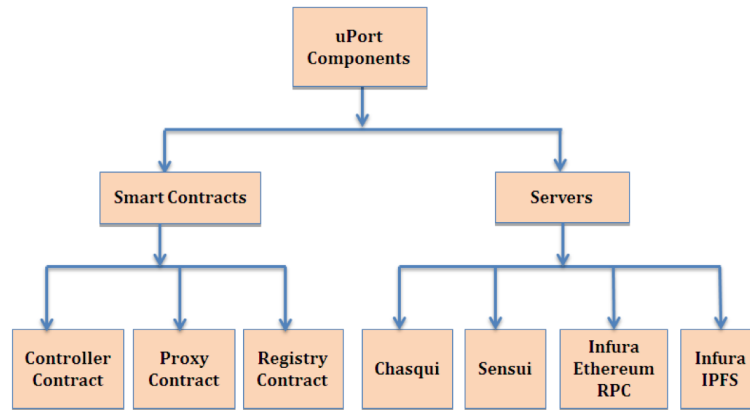 uPort
Components
Smart Contracts
Servers
Controller
Contract
Proxy
Contract
Registry
Contract
Chasqui
Sensui
Infura
Ethereum
RPC
Infura
IPFS